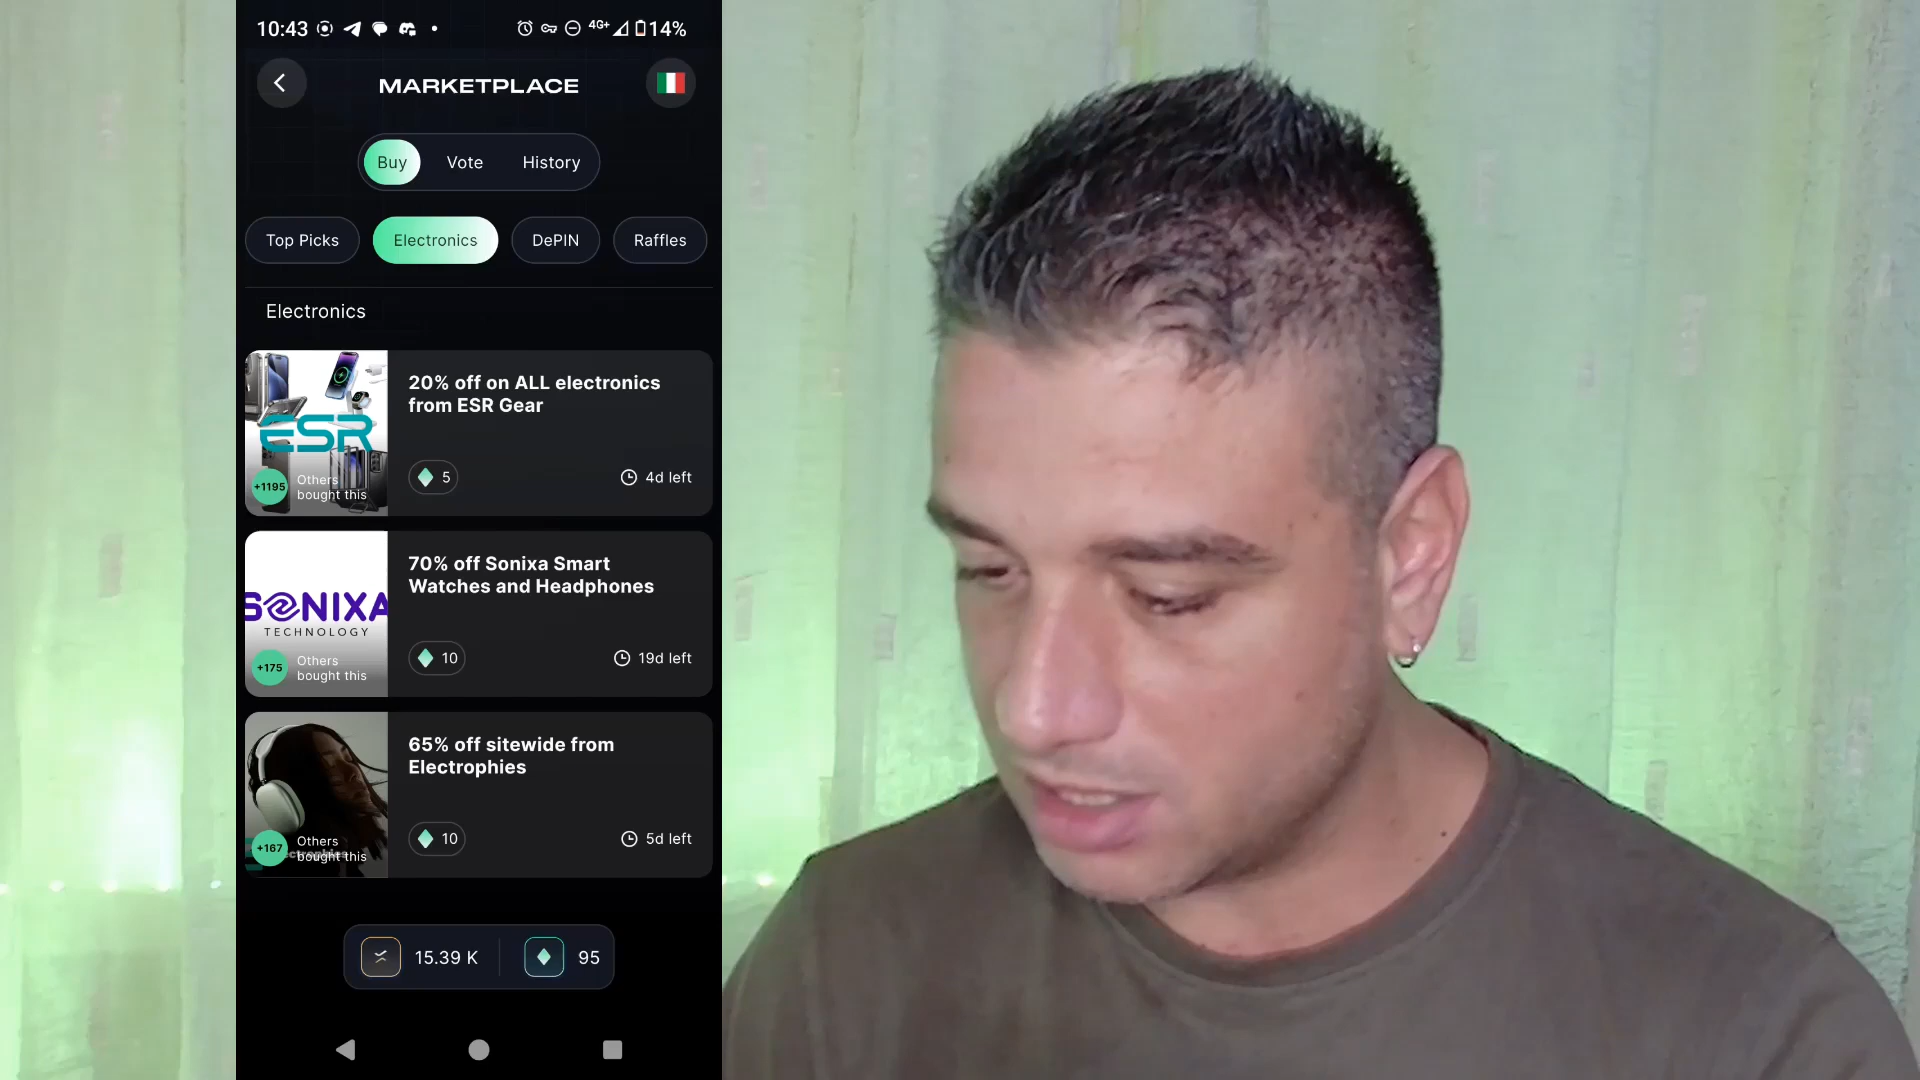 10:43
4G+
14%
MARKETPLACE
Buy
Vote
History
Top Picks
Electronics
DePIN
Raffles
Electronics
ESR
+1195
Others
bought this
20% off on ALL electronics
from ESR Gear
5
4d left
SONIXA
TECHNOLOGY
+175
Others
bought this
70% off Sonixa Smart
Watches and Headphones
10
19d left
+167
Others
bought this
65% off sitewide from
Electrophies
10
5d left
15.39 K
95